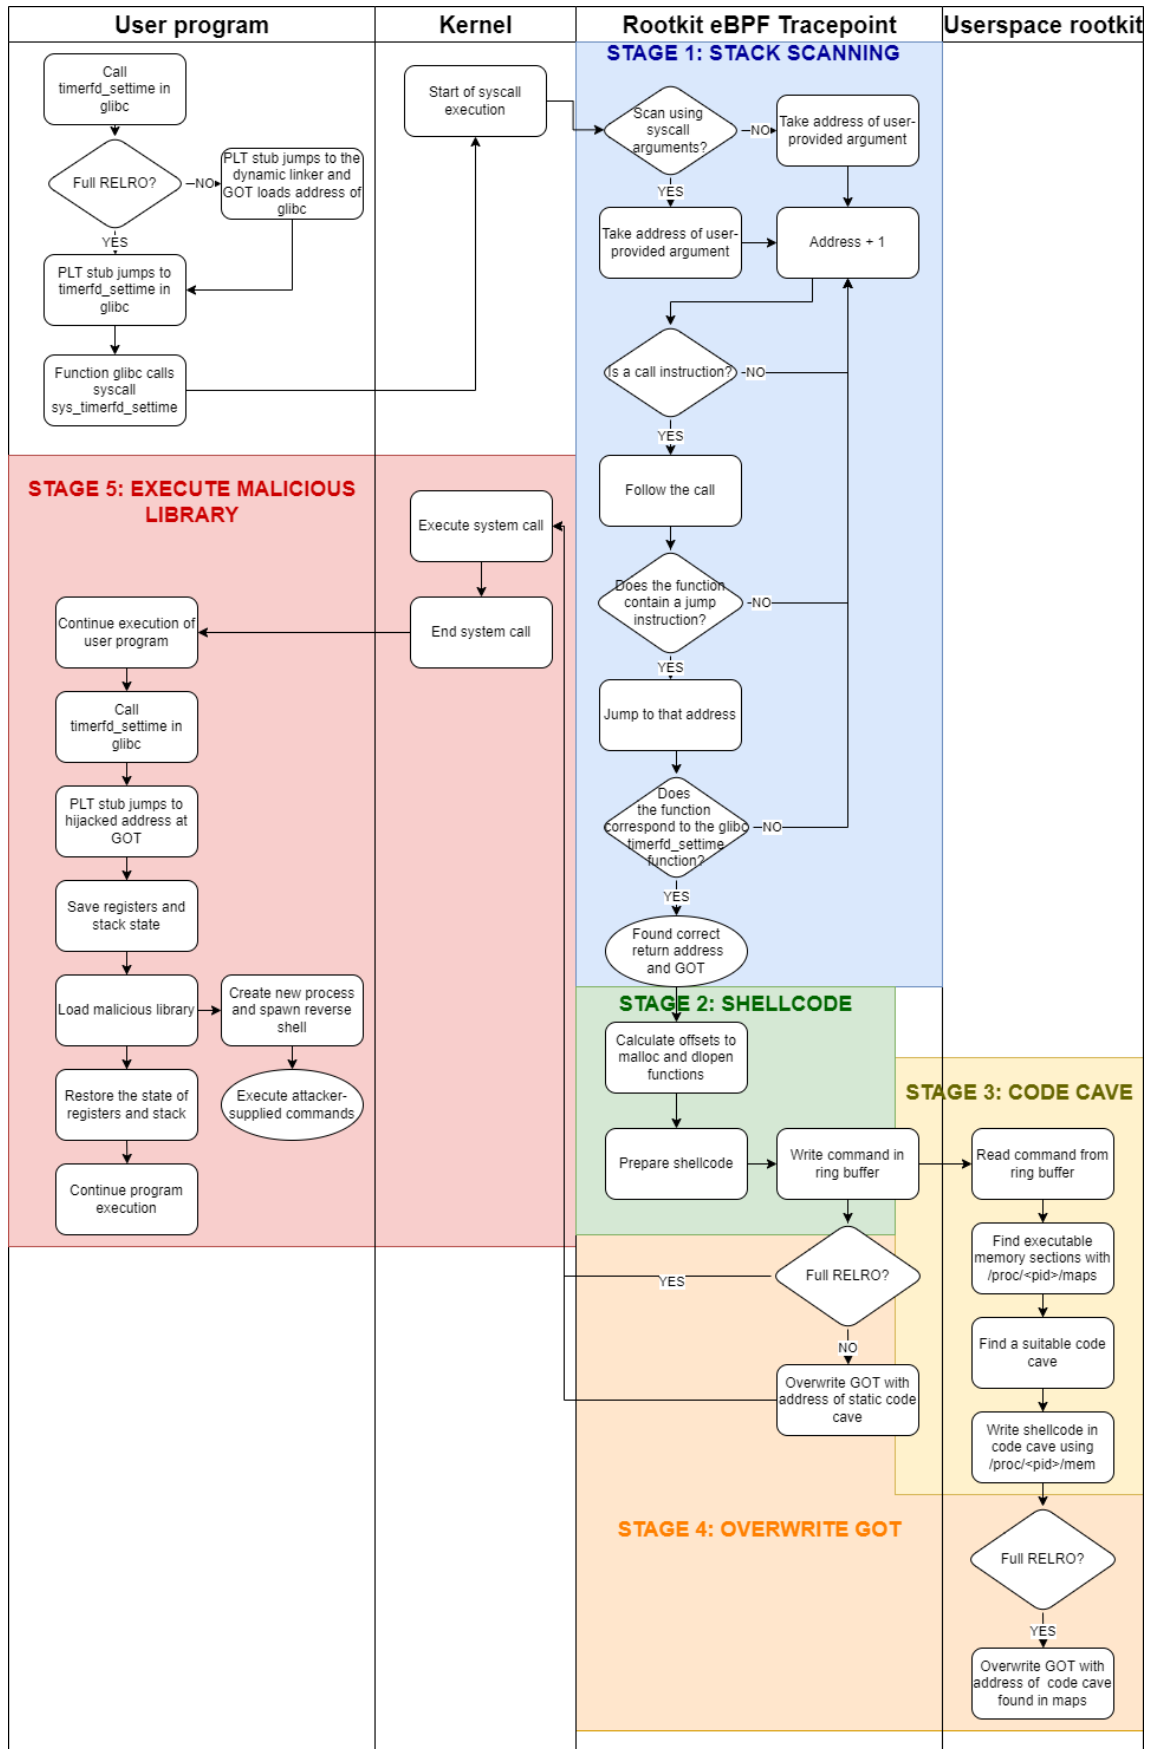 User program
Kernel
Rootkit eBPF Tracepoint
Userspace rootkit
STAGE 1: STACK SCANNING
Call
timerfd_settime in
glibc
Full RELRO?
NO
PLT stub jumps to the
dynamic linker and
GOT loads address of
glibc
YES
PLT stub jumps to
timerfd_settime in
glibc
Function glibc calls
syscall
sys_timerfd_settime
Start of syscall
execution
Scan using
syscall
arguments?
NO
Take address of user-
provided argument
YES
Take address of user-
provided argument
Address + 1
Is a call instruction?
NO
YES
Follow the call
Does the function
contain a jump
instruction?
NO
YES
Jump to that address
Does
the function
correspond to the glibc
timerfd_settime
function?
NO
YES
Found correct
return address
and GOT
STAGE 2: SHELLCODE
Calculate offsets to
malloc and dlopen
functions
Prepare shellcode
Write command in
ring buffer
Full RELRO?
YES
NO
Overwrite GOT with
address of static code
cave
STAGE 3: CODE CAVE
Read command from
ring buffer
Find executable
memory sections with
/proc/<pid>/maps
Find a suitable code
cave
Write shellcode in
code cave using
/proc/<pid>/mem
STAGE 4: OVERWRITE GOT
Full RELRO?
YES
Overwrite GOT with
address of code cave
found in maps
STAGE 5: EXECUTE MALICIOUS
LIBRARY
Execute system call
End system call
Continue execution of
user program
Call
timerfd_settime in
glibc
PLT stub jumps to
hijacked address at
GOT
Save registers and
stack state
Load malicious library
Create new process
and spawn reverse
shell
Execute attacker-
supplied commands
Restore the state of
registers and stack
Continue program
execution